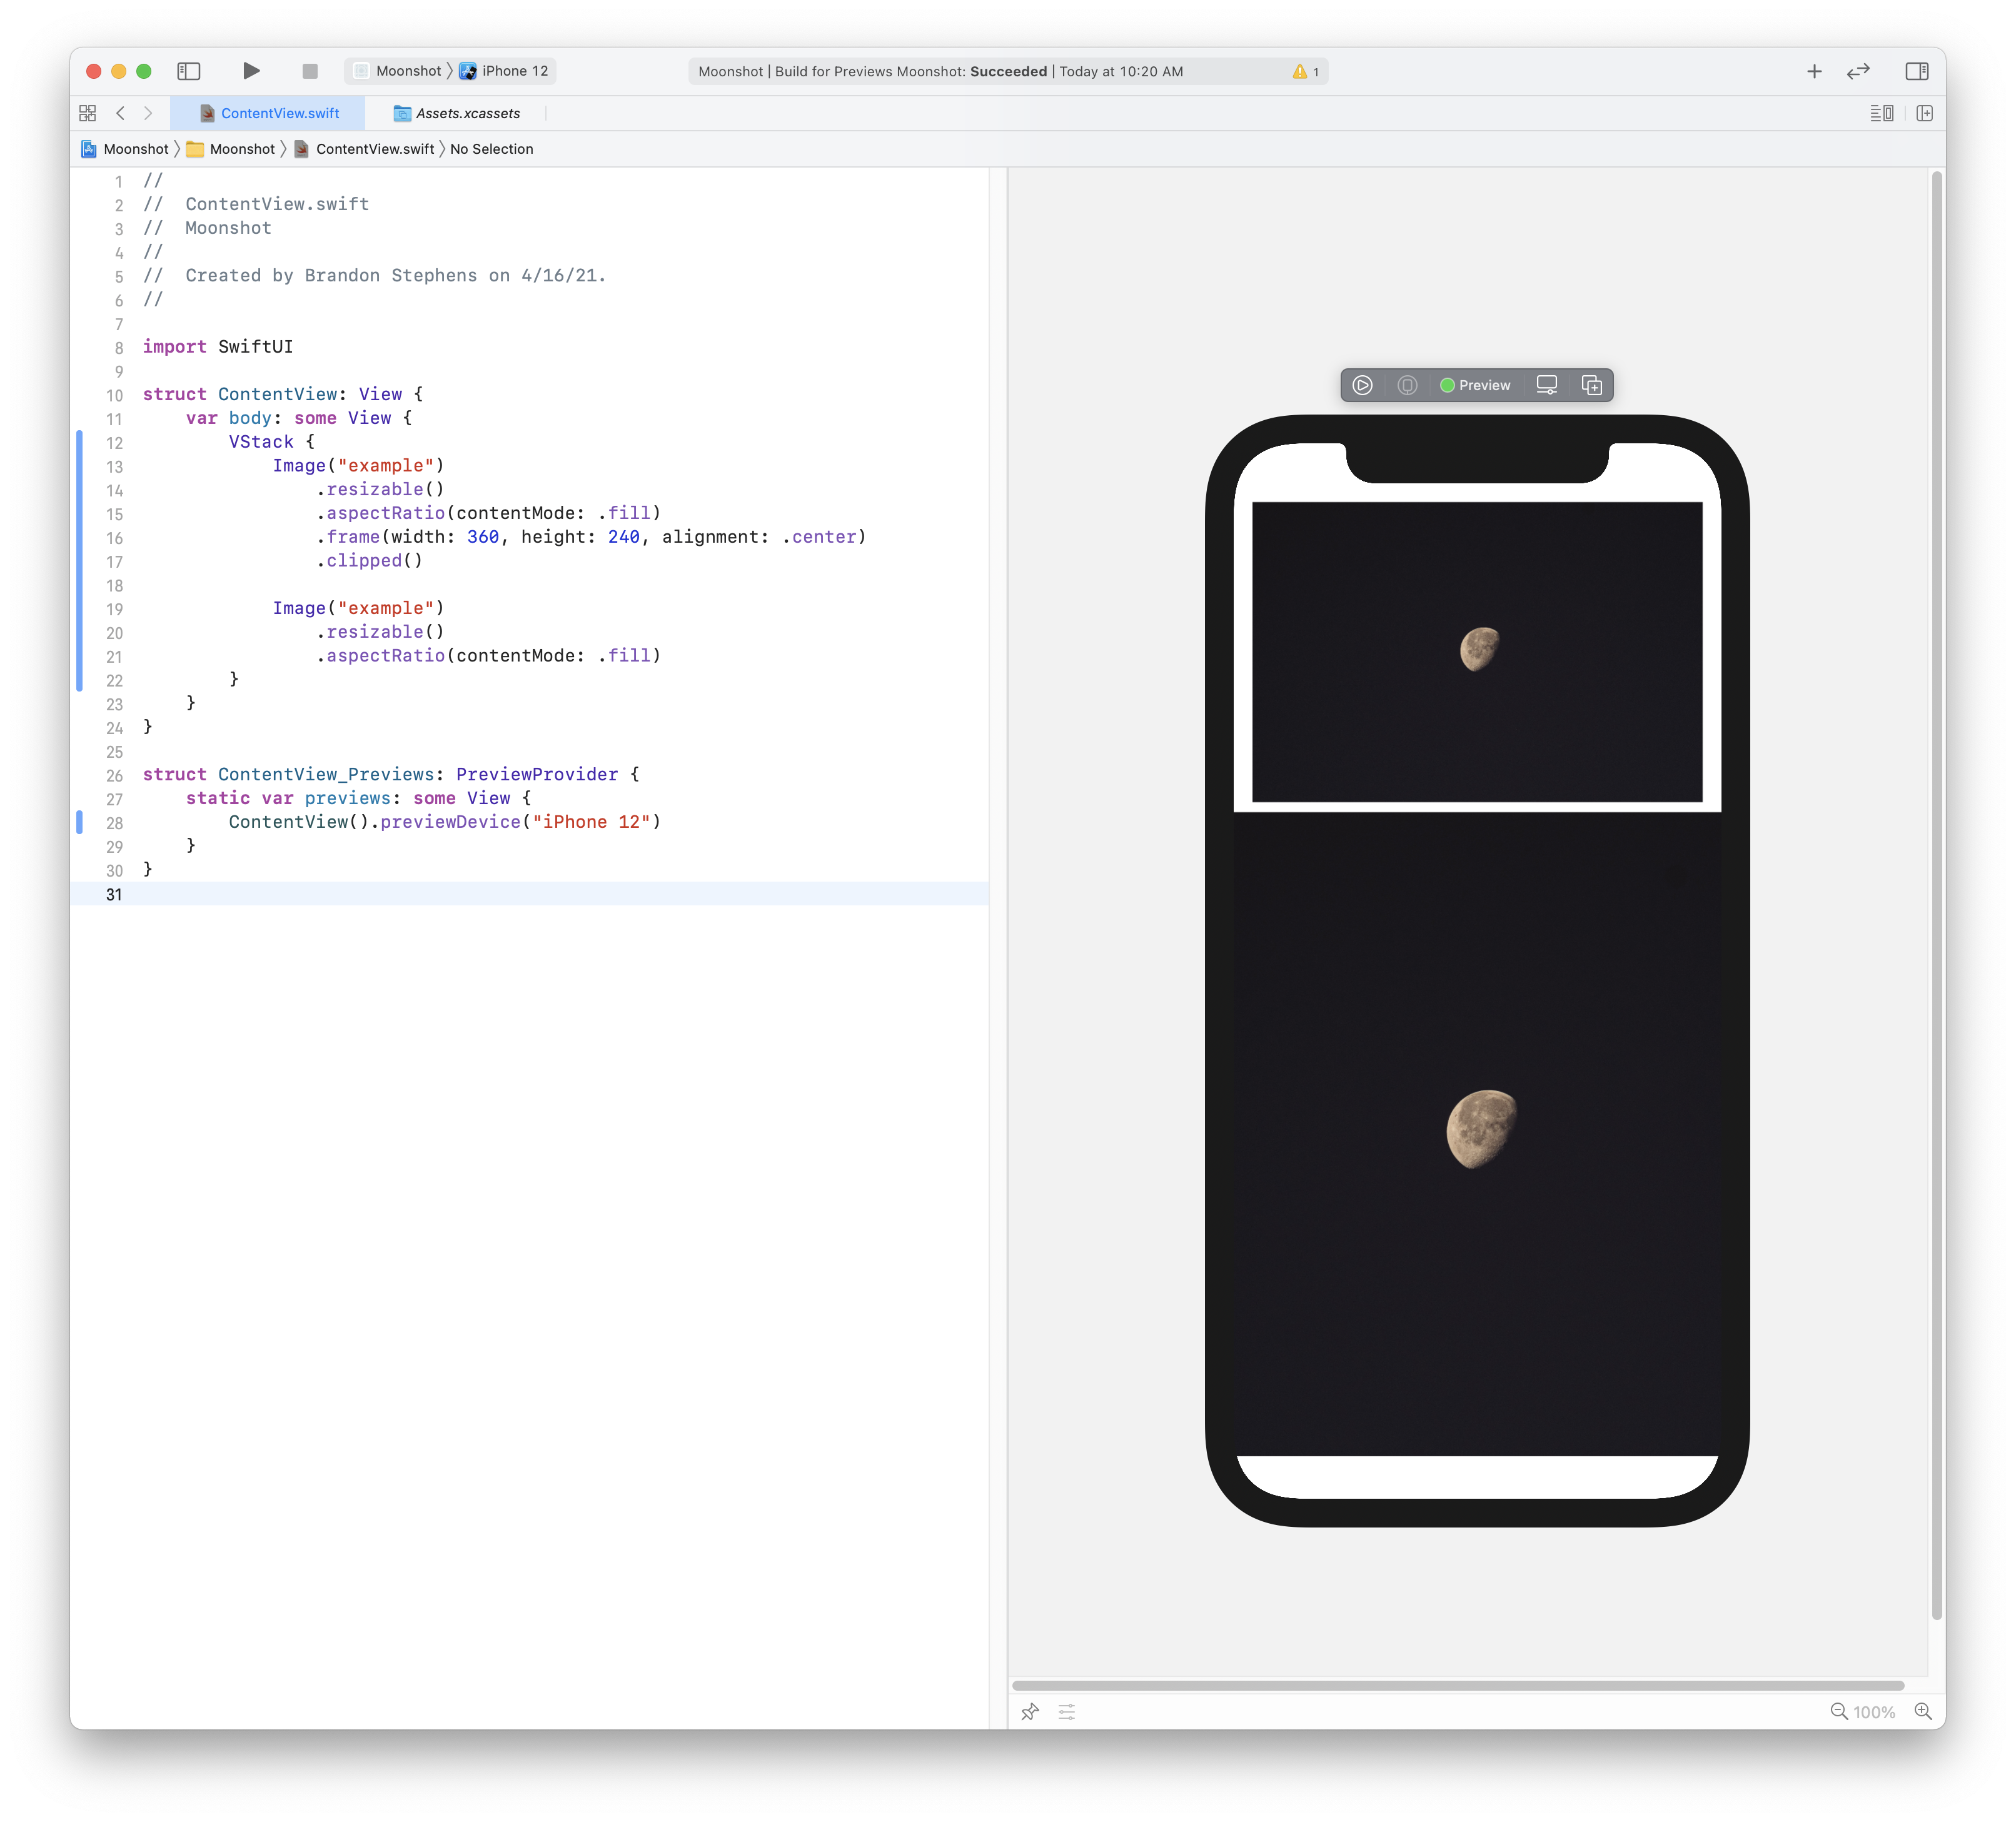 Moonshot 〉 iPhone 12
Moonshot | Build for Previews Moonshot: Succeeded | Today at 10:20 AM
1
ContentView.swift
Assets.xcassets
Moonshot 〉 Moonshot 〉 ContentView.swift 〉 No Selection
1 //
2 //  ContentView.swift
3 //  Moonshot
4 //
5 //  Created by Brandon Stephens on 4/16/21.
6 //
7
8 import SwiftUI
9
10 struct ContentView: View {
11     var body: some View {
12         VStack {
13             Image("example")
14                 .resizable()
15                 .aspectRatio(contentMode: .fill)
16                 .frame(width: 360, height: 240, alignment: .center)
17                 .clipped()
18
19             Image("example")
20                 .resizable()
21                 .aspectRatio(contentMode: .fill)
22         }
23     }
24 }
25
26 struct ContentView_Previews: PreviewProvider {
27     static var previews: some View {
28         ContentView().previewDevice("iPhone 12")
29     }
30 }
31
Preview
100%